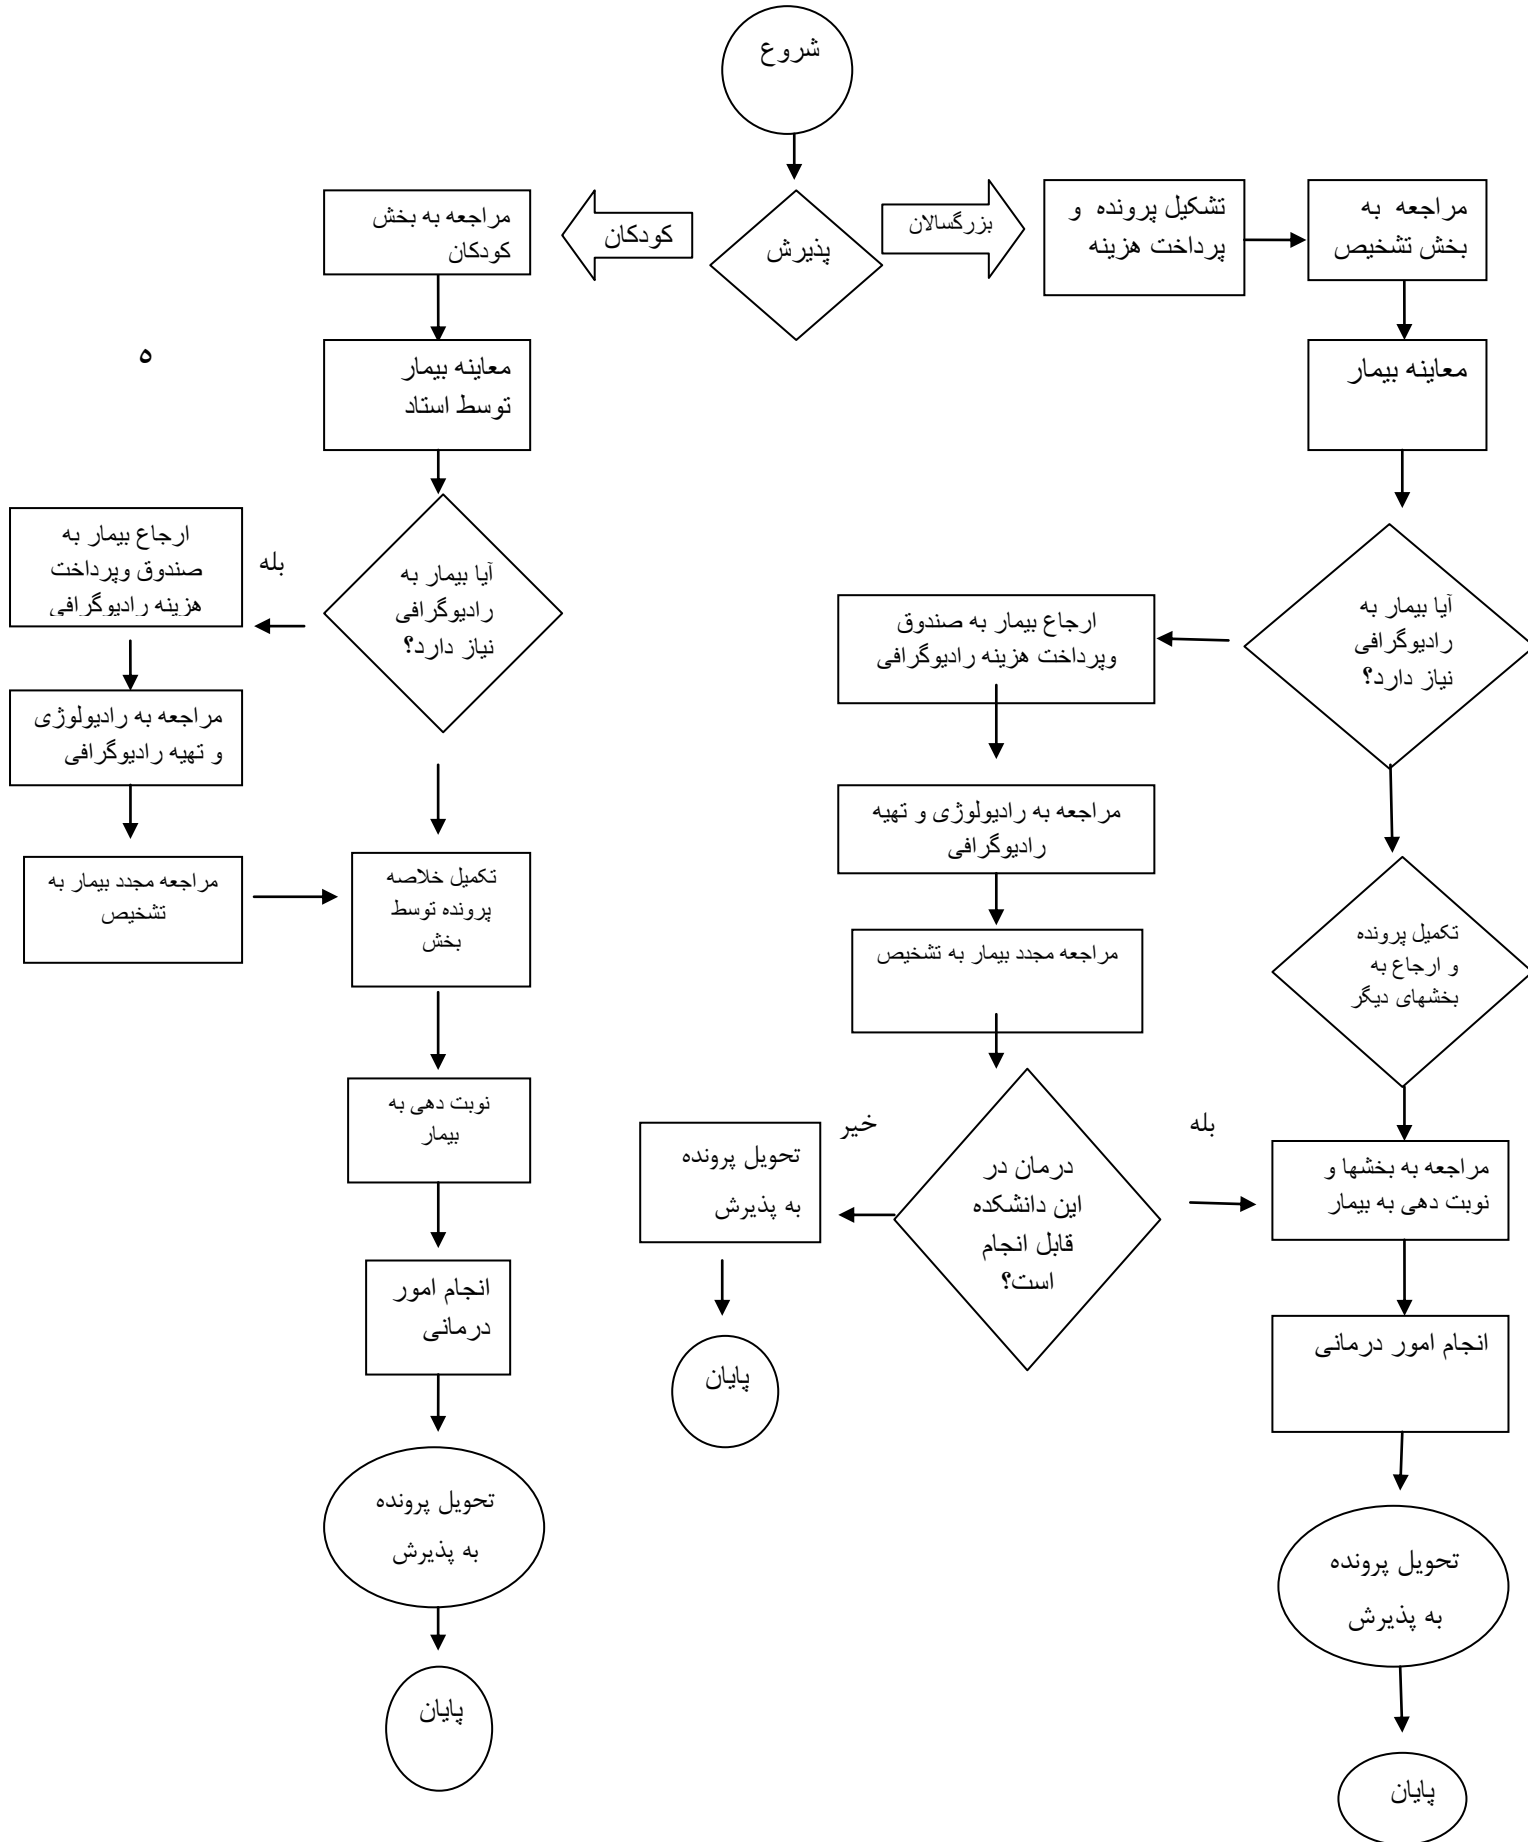 شروع
پذیرش
بزرگسالان
تشکیل پرونده و
پرداخت هزینه
مراجعه به
بخش تشخیص
معاینه بیمار
آیا بیمار به
رادیوگرافی
نیاز دارد؟
ارجاع بیمار به صندوق
وپرداخت هزینه رادیوگرافی
مراجعه به رادیولوژی و تهیه
رادیوگرافی
مراجعه مجدد بیمار به تشخیص
تکمیل پرونده
و ارجاع به
بخشهای دیگر
درمان در
این دانشکده
قابل انجام
است؟
خیر
تحویل پرونده
به پذیرش
پایان
بله
مراجعه به بخشها و
نوبت دهی به بیمار
انجام امور درمانی
تحویل پرونده
به پذیرش
پایان
کودکان
مراجعه به بخش
کودکان
ه
معاینه بیمار
توسط استاد
آیا بیمار به
رادیوگرافی
نیاز دارد؟
بله
ارجاع بیمار به
صندوق وپرداخت
هزینه رادیوگرافی
مراجعه به رادیولوژی
و تهیه رادیوگرافی
مراجعه مجدد بیمار به
تشخیص
تکمیل خلاصه
پرونده توسط
بخش
نوبت دهی به
بیمار
انجام امور
درمانی
تحویل پرونده
به پذیرش
پایان